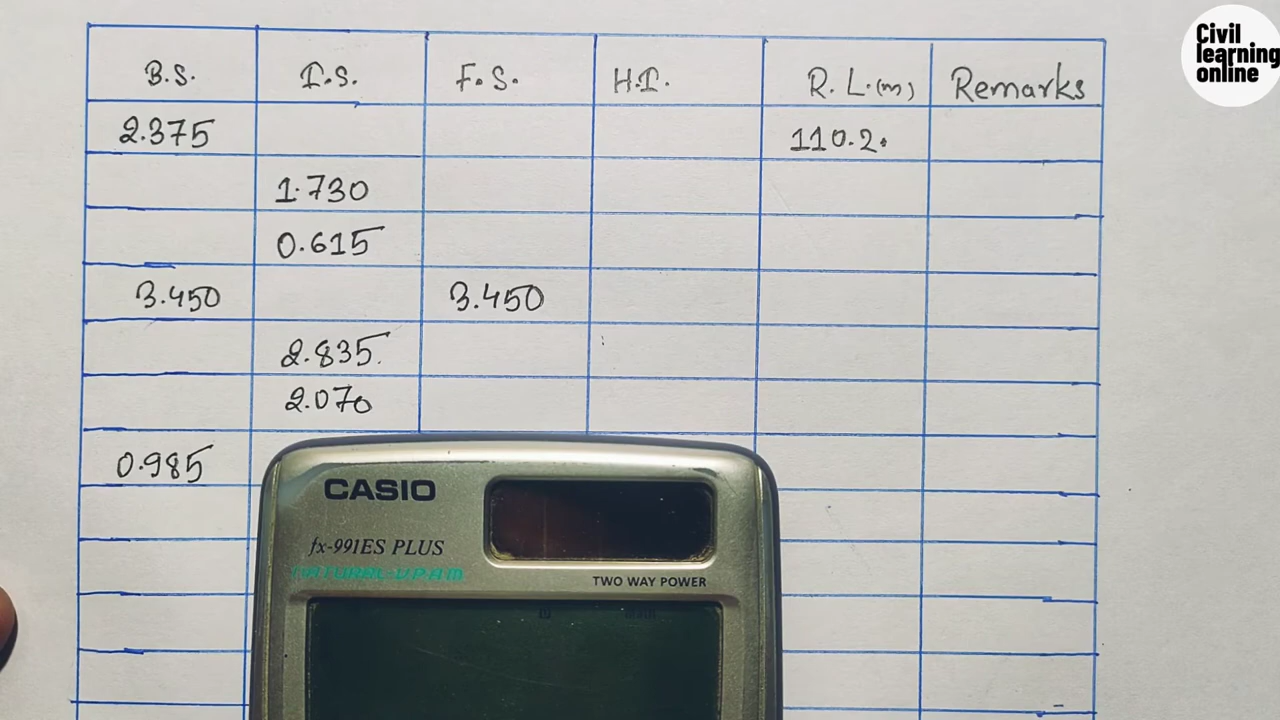 Civil
learning
online
B.S. I.S. F.S. H.I. R.L.(m) Remarks
2.375 110.2
1.730
0.615
3.450 3.450
2.835
2.070
0.985
CASIO
fx-991ES PLUS
NATURAL-V.P.A.M.
TWO WAY POWER